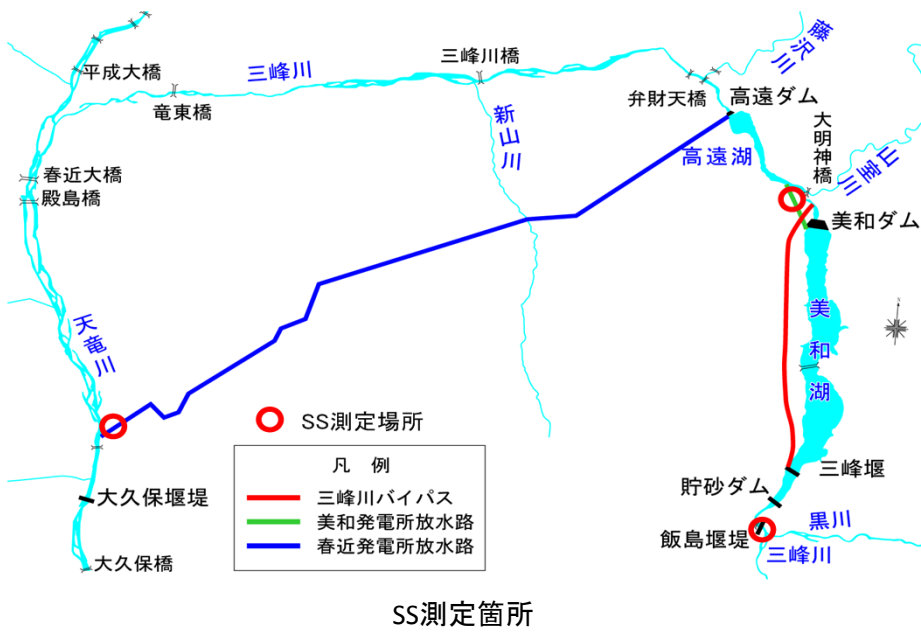 藤沢川
三峰川橋
三峰川
平成大橋
弁財天橋
高遠ダム
竜東橋
大明神橋
新山川
山室川
高遠湖
春近大橋
殿島橋
美和ダム
美和湖
天竜川
SS測定場所
凡 例
三峰川バイパス
美和発電所放水路
春近発電所放水路
三峰堰
貯砂ダム
大久保堰堤
黒川
飯島堰堤
三峰川
大久保橋
SS測定箇所